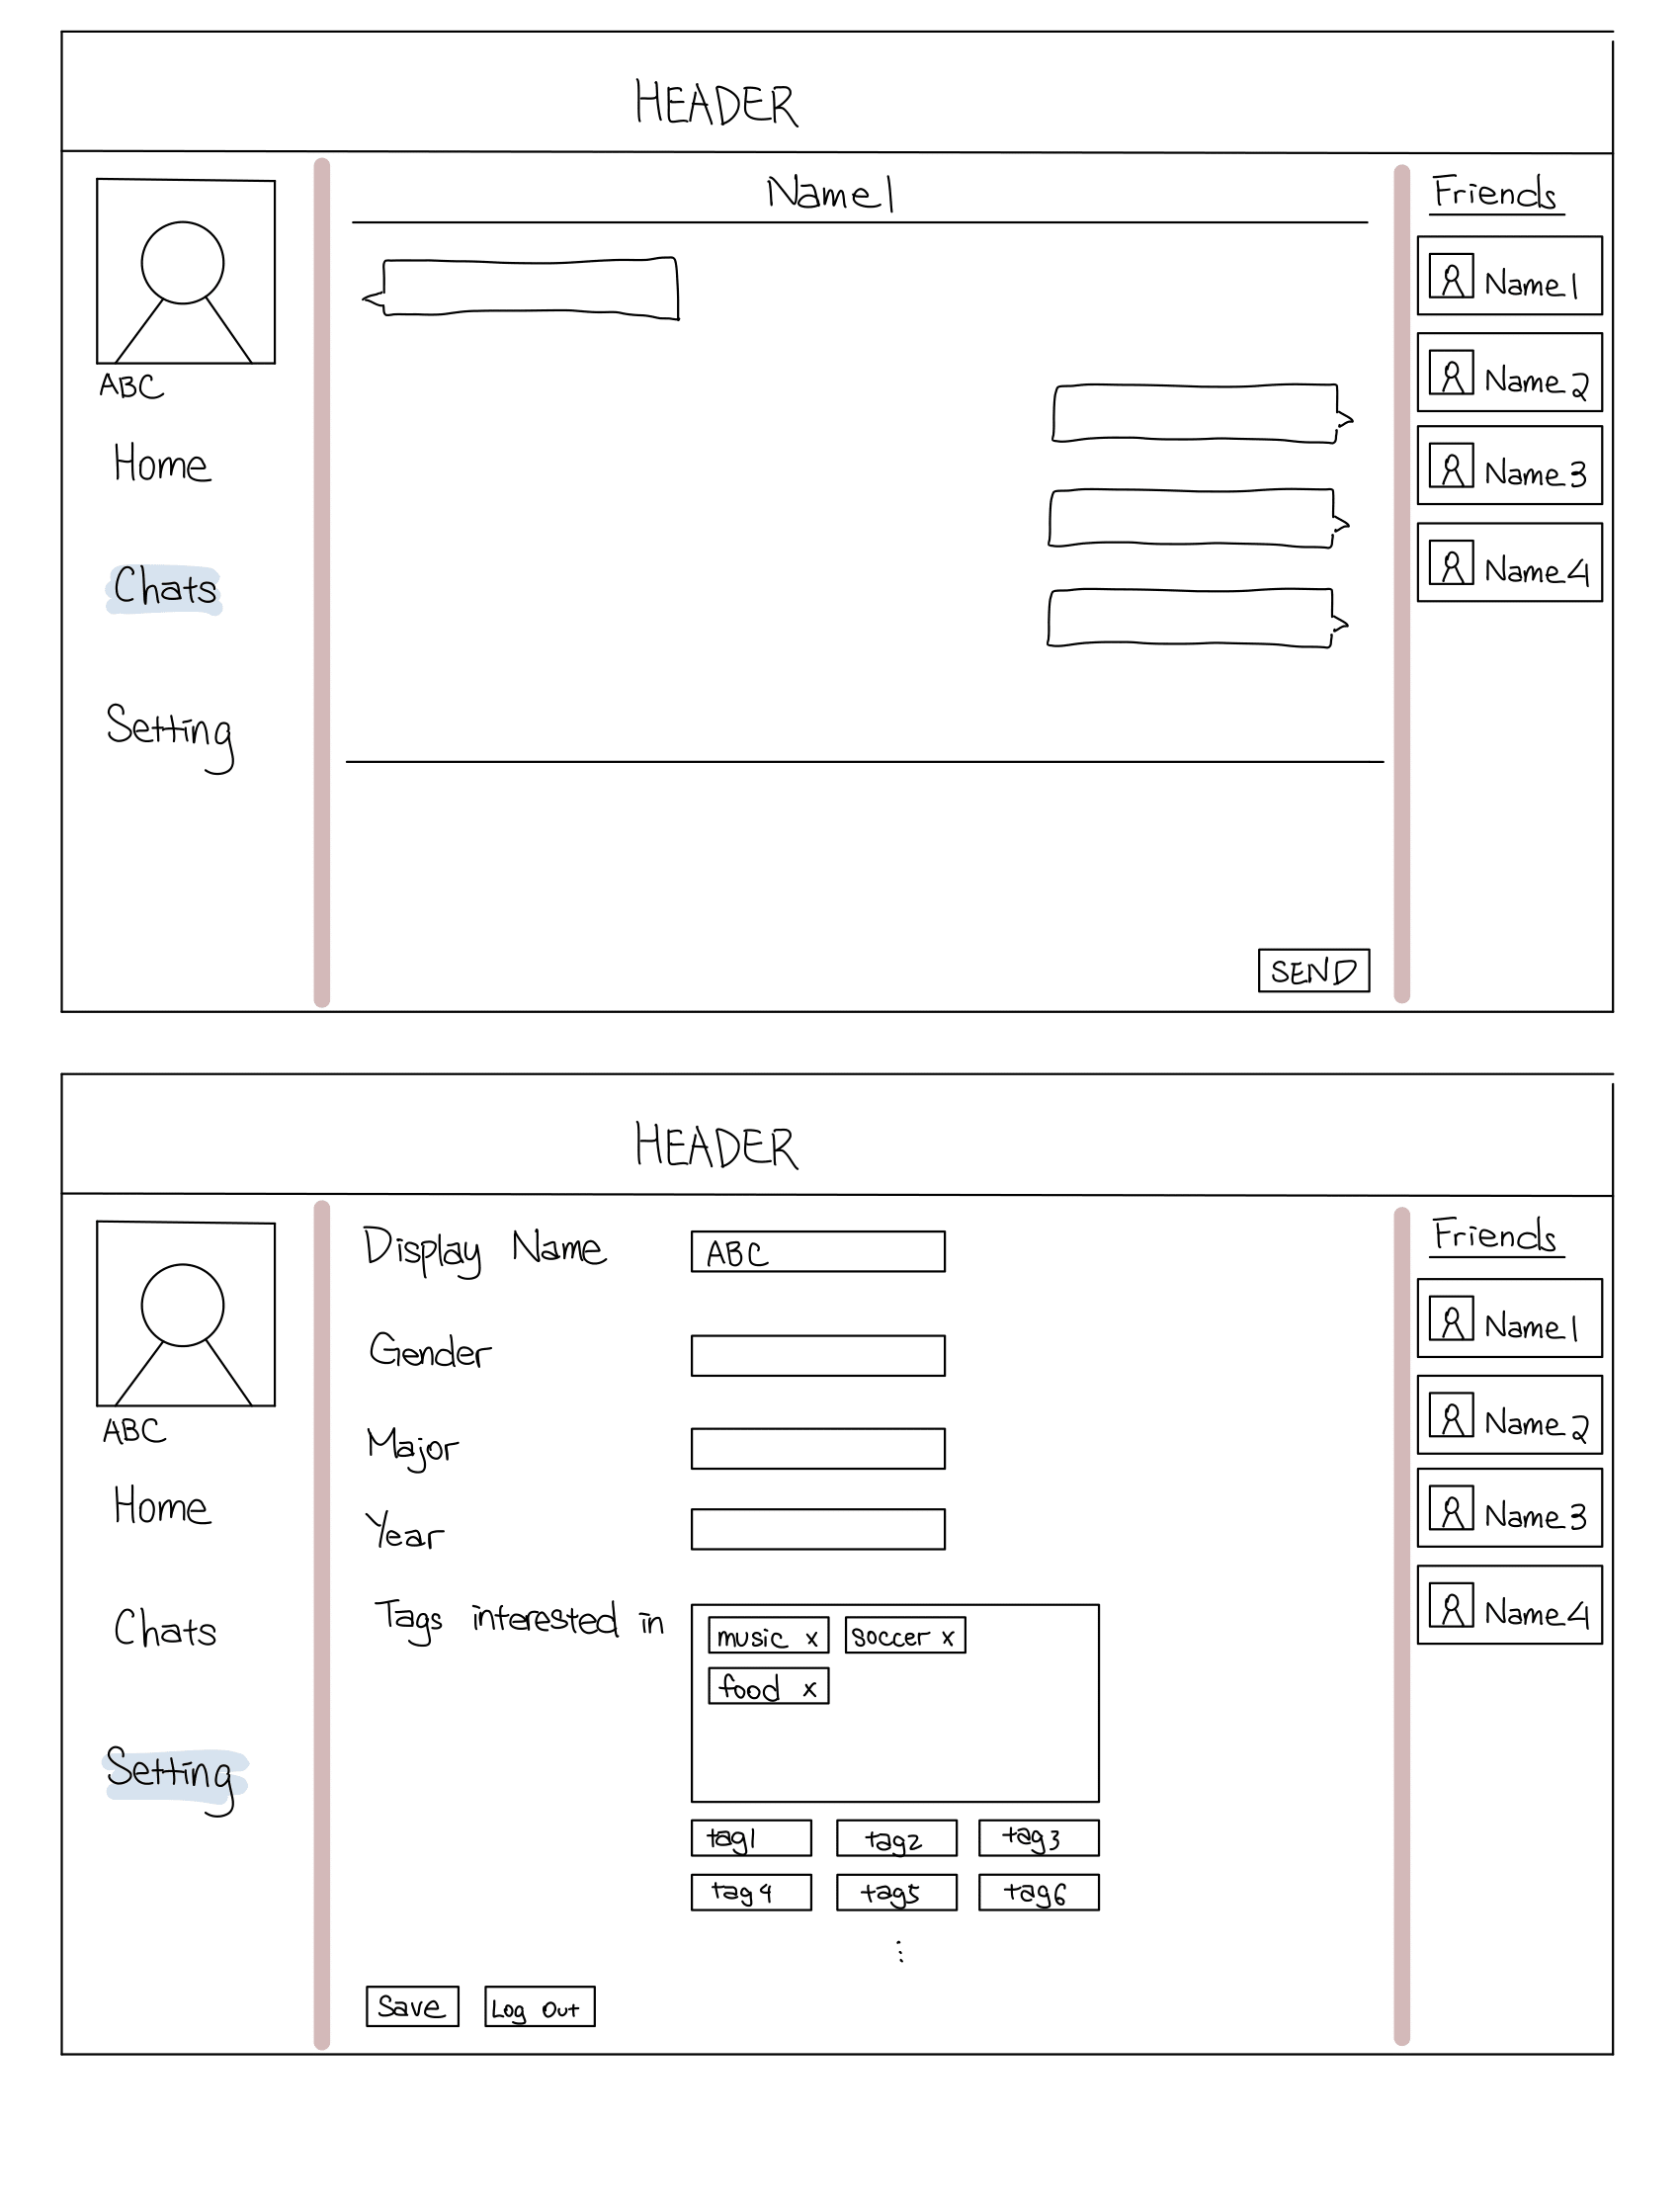 HEADER
Name1
Friends
Name1
Name2
ABC
Home
Name3
Chats
Name4
Setting
SEND
HEADER
Display Name
ABC
Friends
Gender
Name1
ABC
Major
Name2
Home
Year
Name3
Chats
Tags interested in
music x
soccer x
food x
Name4
Setting
tag1
tag2
tag3
tag4
tag5
tag6
⋮
Save
Log Out